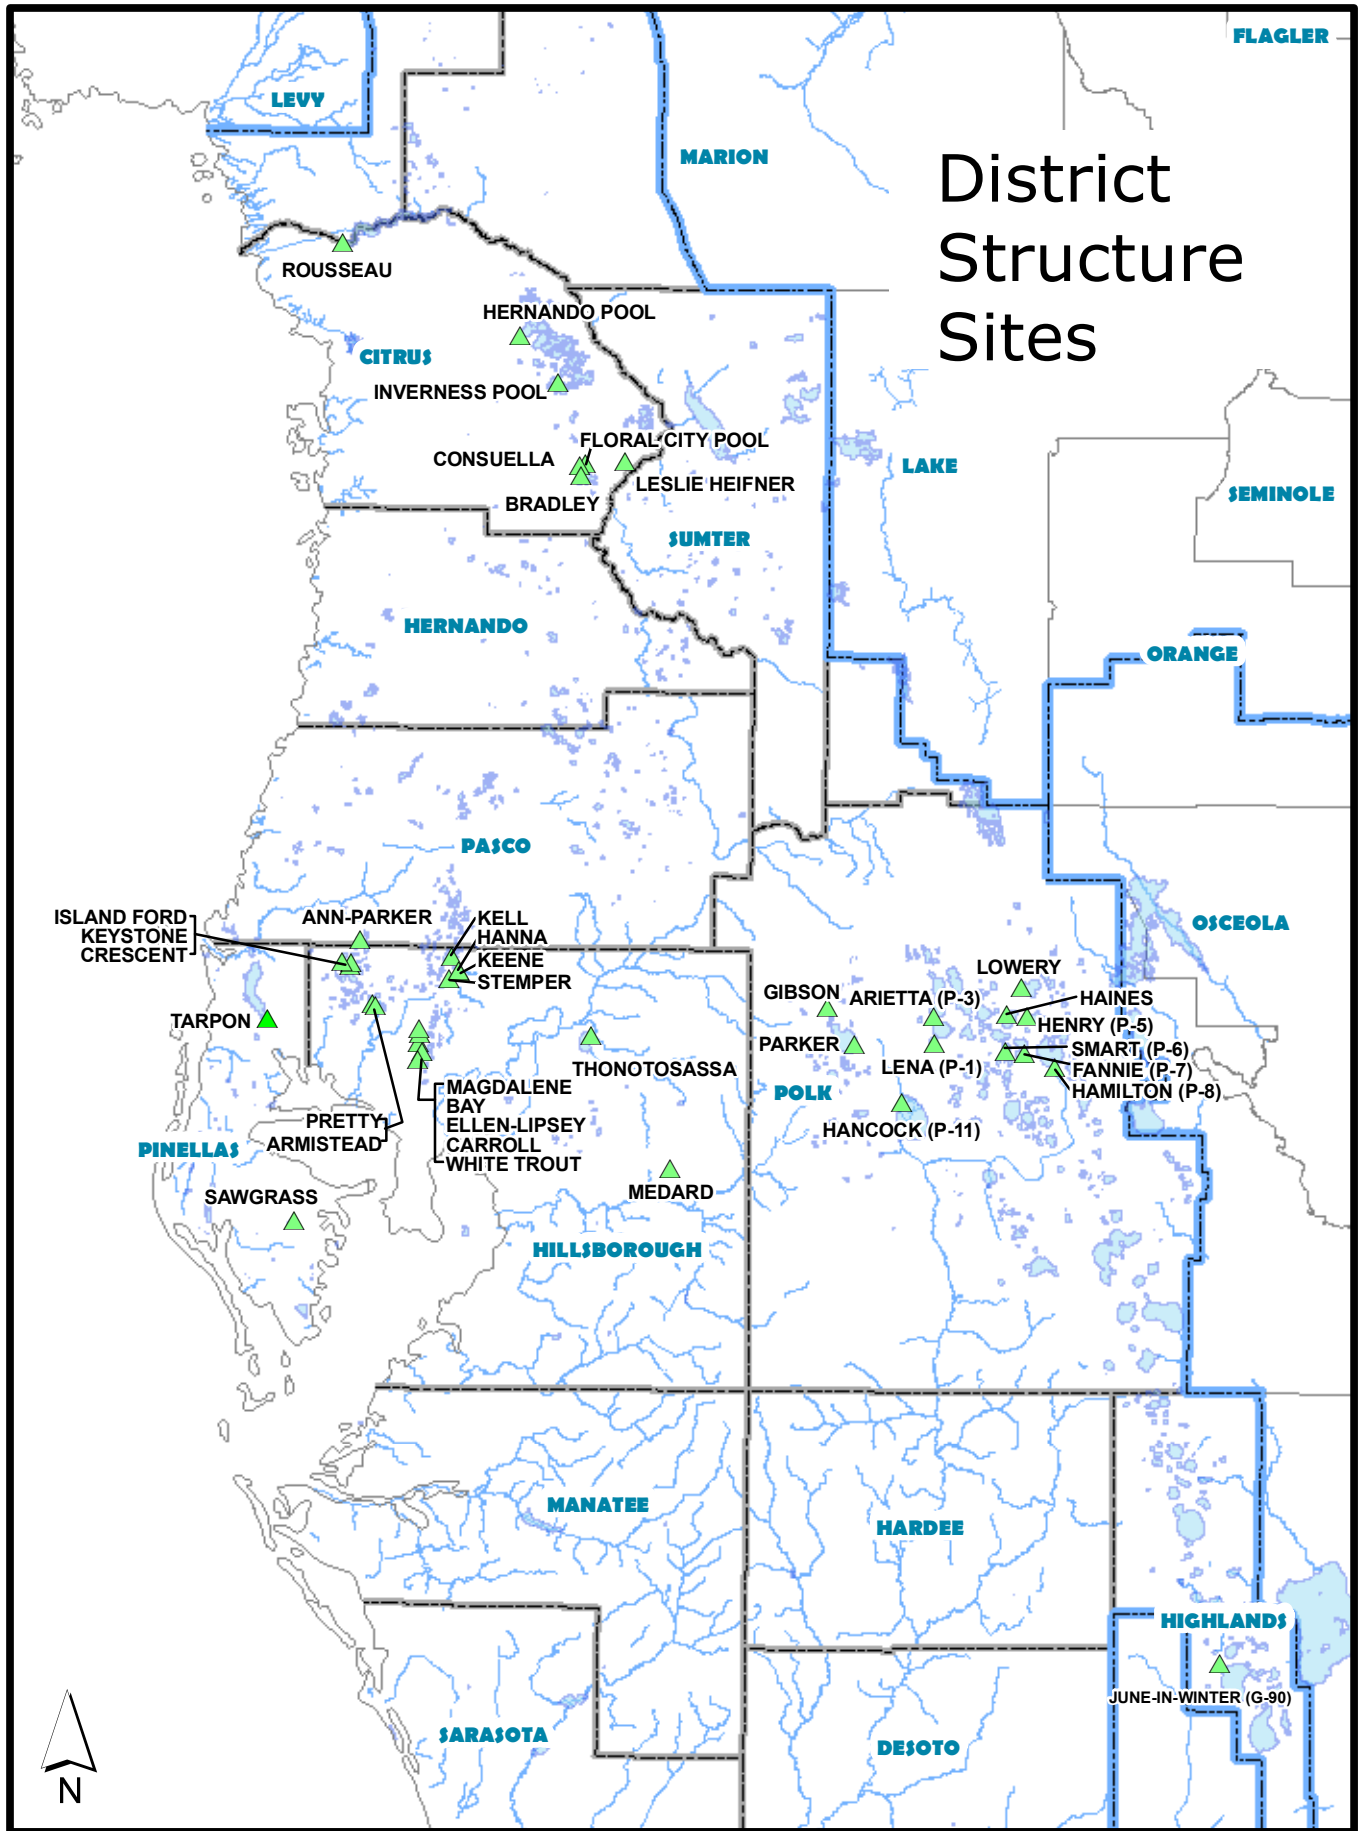 FLAGLER
LEVY
MARION
District
Structure
Sites
ROUSSEAU
HERNANDO POOL
CITRUS
INVERNESS POOL
FLORAL CITY POOL
CONSUELLA
LAKE
LESLIE HEIFNER
SEMINOLE
BRADLEY
SUMTER
HERNANDO
ORANGE
PASCO
ISLAND FORD
KEYSTONE
CRESCENT
ANN-PARKER
KELL
HANNA
KEENE
STEMPER
OSCEOLA
LOWERY
GIBSON
ARIETTA (P-3)
HAINES
TARPON
HENRY (P-5)
PARKER
SMART (P-6)
THONOTOSASSA
LENA (P-1)
FANNIE (P-7)
HAMILTON (P-8)
POLK
MAGDALENE
BAY
ELLEN-LIPSEY
CARROLL
WHITE TROUT
PRETTY
ARMISTEAD
HANCOCK (P-11)
PINELLAS
SAWGRASS
MEDARD
HILLSBOROUGH
MANATEE
HARDEE
HIGHLANDS
JUNE-IN-WINTER (G-90)
SARASOTA
DESOTO
N